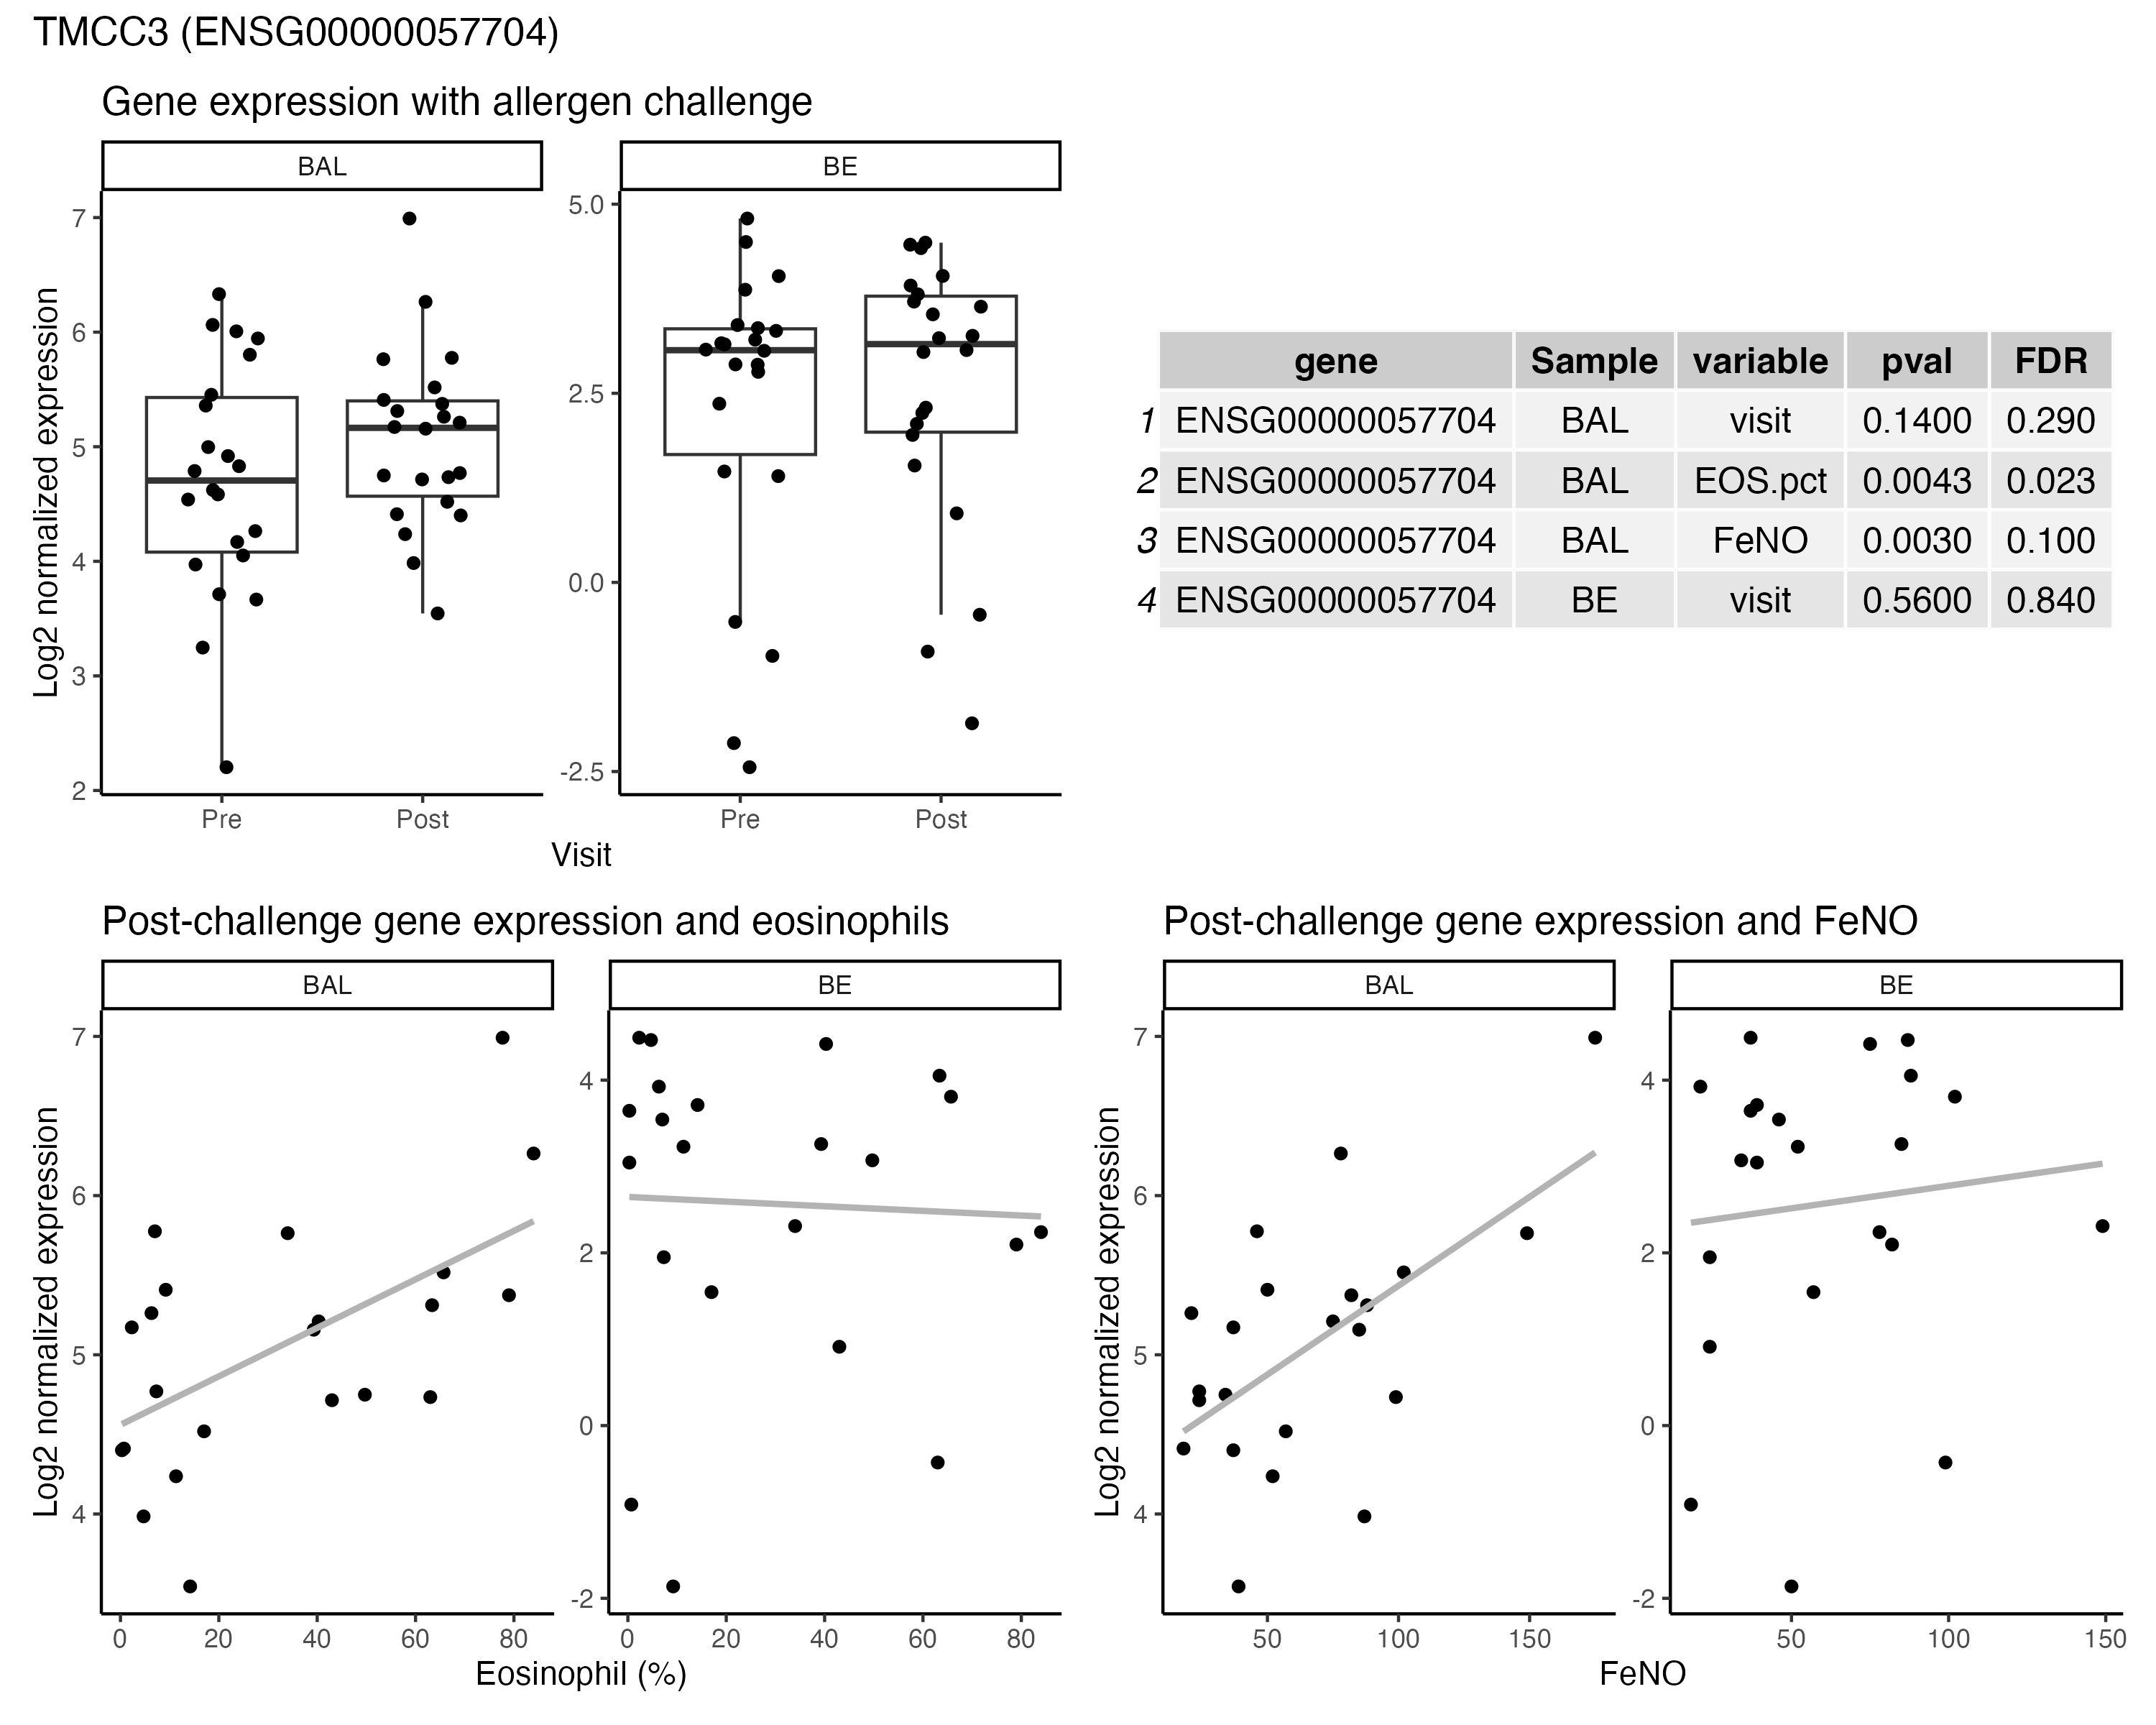 TMCC3 (ENSG00000057704)
Gene expression with allergen challenge
BAL
BE
Log2 normalized expression
7
6
5
4
3
2
5.0
2.5
0.0
-2.5
Pre
Post
Pre
Post
Visit
gene Sample variable pval FDR
1 ENSG00000057704 BAL visit 0.1400 0.290
2 ENSG00000057704 BAL EOS.pct 0.0043 0.023
3 ENSG00000057704 BAL FeNO 0.0030 0.100
4 ENSG00000057704 BE visit 0.5600 0.840
Post-challenge gene expression and eosinophils
BAL
BE
Log2 normalized expression
7
6
5
4
4
2
0
-2
0 20 40 60 80
0 20 40 60 80
Eosinophil (%)
Post-challenge gene expression and FeNO
BAL
BE
Log2 normalized expression
7
6
5
4
4
2
0
-2
50 100 150
50 100 150
FeNO